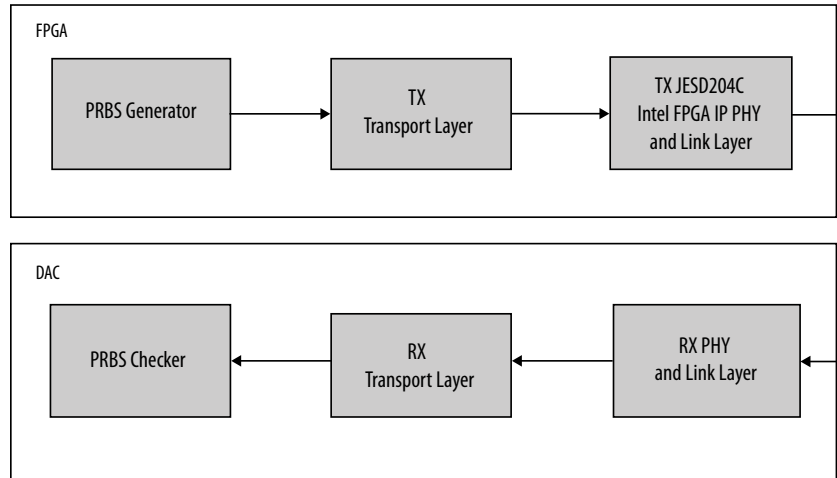 FPGA
PRBS Generator
TX
Transport Layer
TX JESD204C
Intel FPGA IP PHY
and Link Layer
DAC
PRBS Checker
RX
Transport Layer
RX PHY
and Link Layer